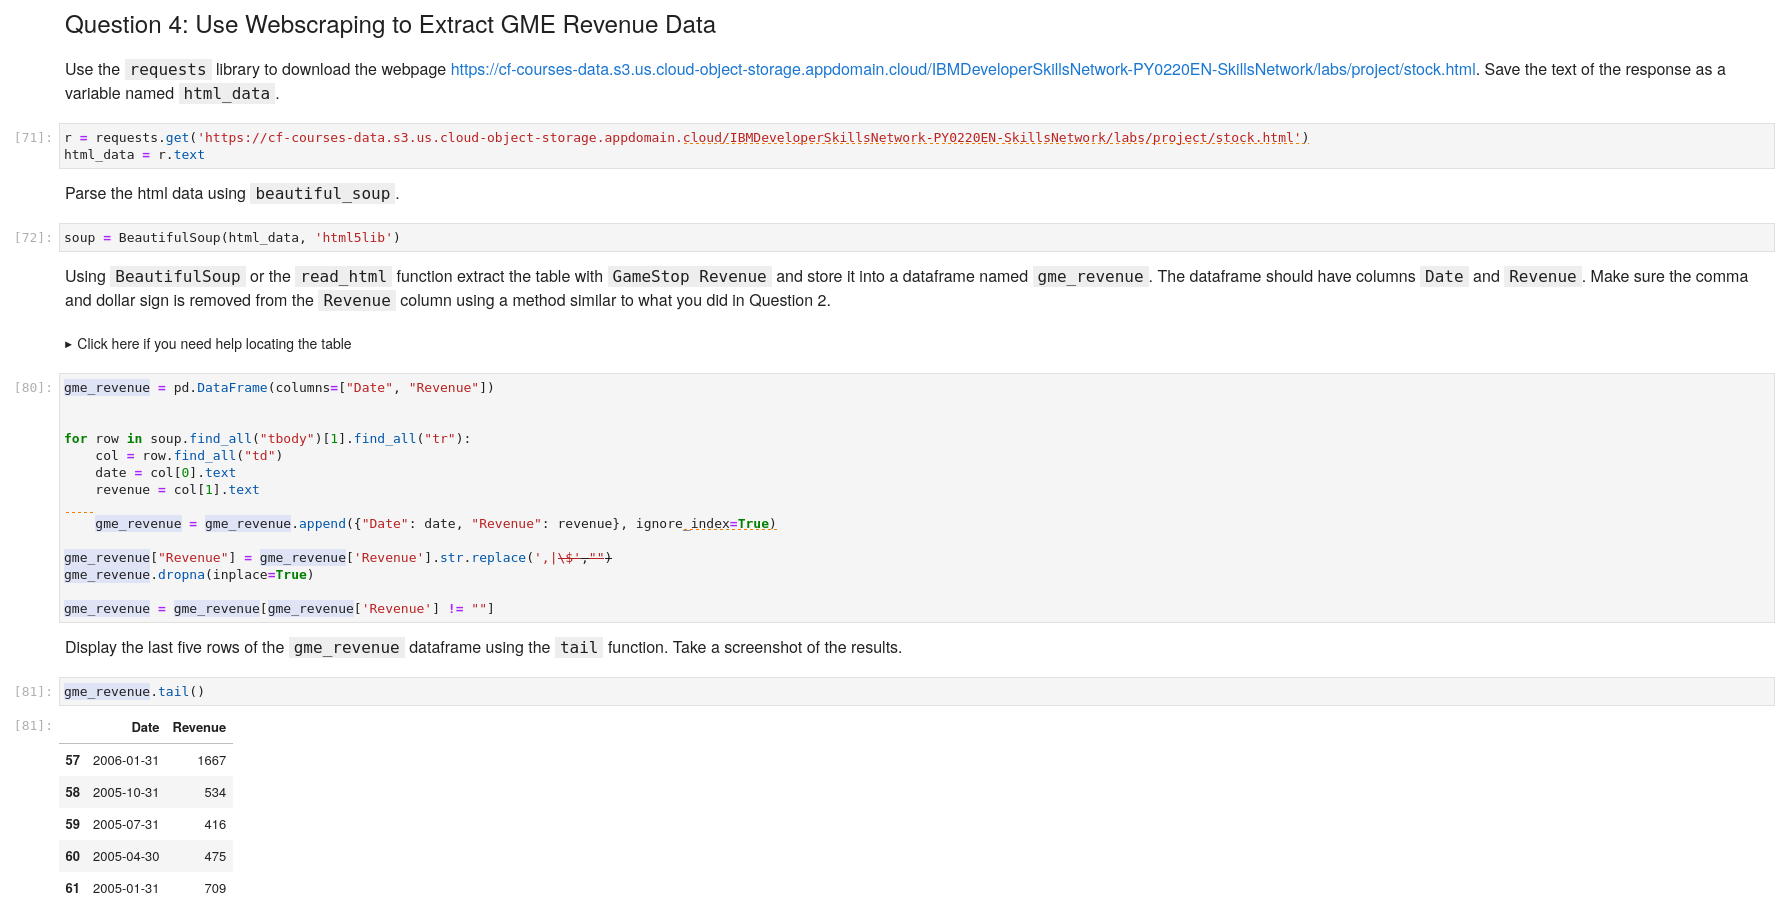 Question 4: Use Webscraping to Extract GME Revenue Data
Use the requests library to download the webpage https://cf-courses-data.s3.us.cloud-object-storage.appdomain.cloud/IBMDeveloperSkillsNetwork-PY0220EN-SkillsNetwork/labs/project/stock.html. Save the text of the response as a
variable named html_data.
[71]: r = requests.get('https://cf-courses-data.s3.us.cloud-object-storage.appdomain.cloud/IBMDeveloperSkillsNetwork-PY0220EN-SkillsNetwork/labs/project/stock.html')
html_data = r.text
Parse the html data using beautiful_soup.
[72]: soup = BeautifulSoup(html_data, 'html5lib')
Using BeautifulSoup or the read_html function extract the table with GameStop Revenue and store it into a dataframe named gme_revenue. The dataframe should have columns Date and Revenue. Make sure the comma
and dollar sign is removed from the Revenue column using a method similar to what you did in Question 2.
▸ Click here if you need help locating the table
[80]: gme_revenue = pd.DataFrame(columns=["Date", "Revenue"])
for row in soup.find_all("tbody")[1].find_all("tr"):
    col = row.find_all("td")
    date = col[0].text
    revenue = col[1].text
    gme_revenue = gme_revenue.append({"Date": date, "Revenue": revenue}, ignore_index=True)
gme_revenue["Revenue"] = gme_revenue['Revenue'].str.replace(',|\$',"")
gme_revenue.dropna(inplace=True)
gme_revenue = gme_revenue[gme_revenue['Revenue'] != ""]
Display the last five rows of the gme_revenue dataframe using the tail function. Take a screenshot of the results.
[81]: gme_revenue.tail()
[81]: Date Revenue
57 2006-01-31 1667
58 2005-10-31 534
59 2005-07-31 416
60 2005-04-30 475
61 2005-01-31 709